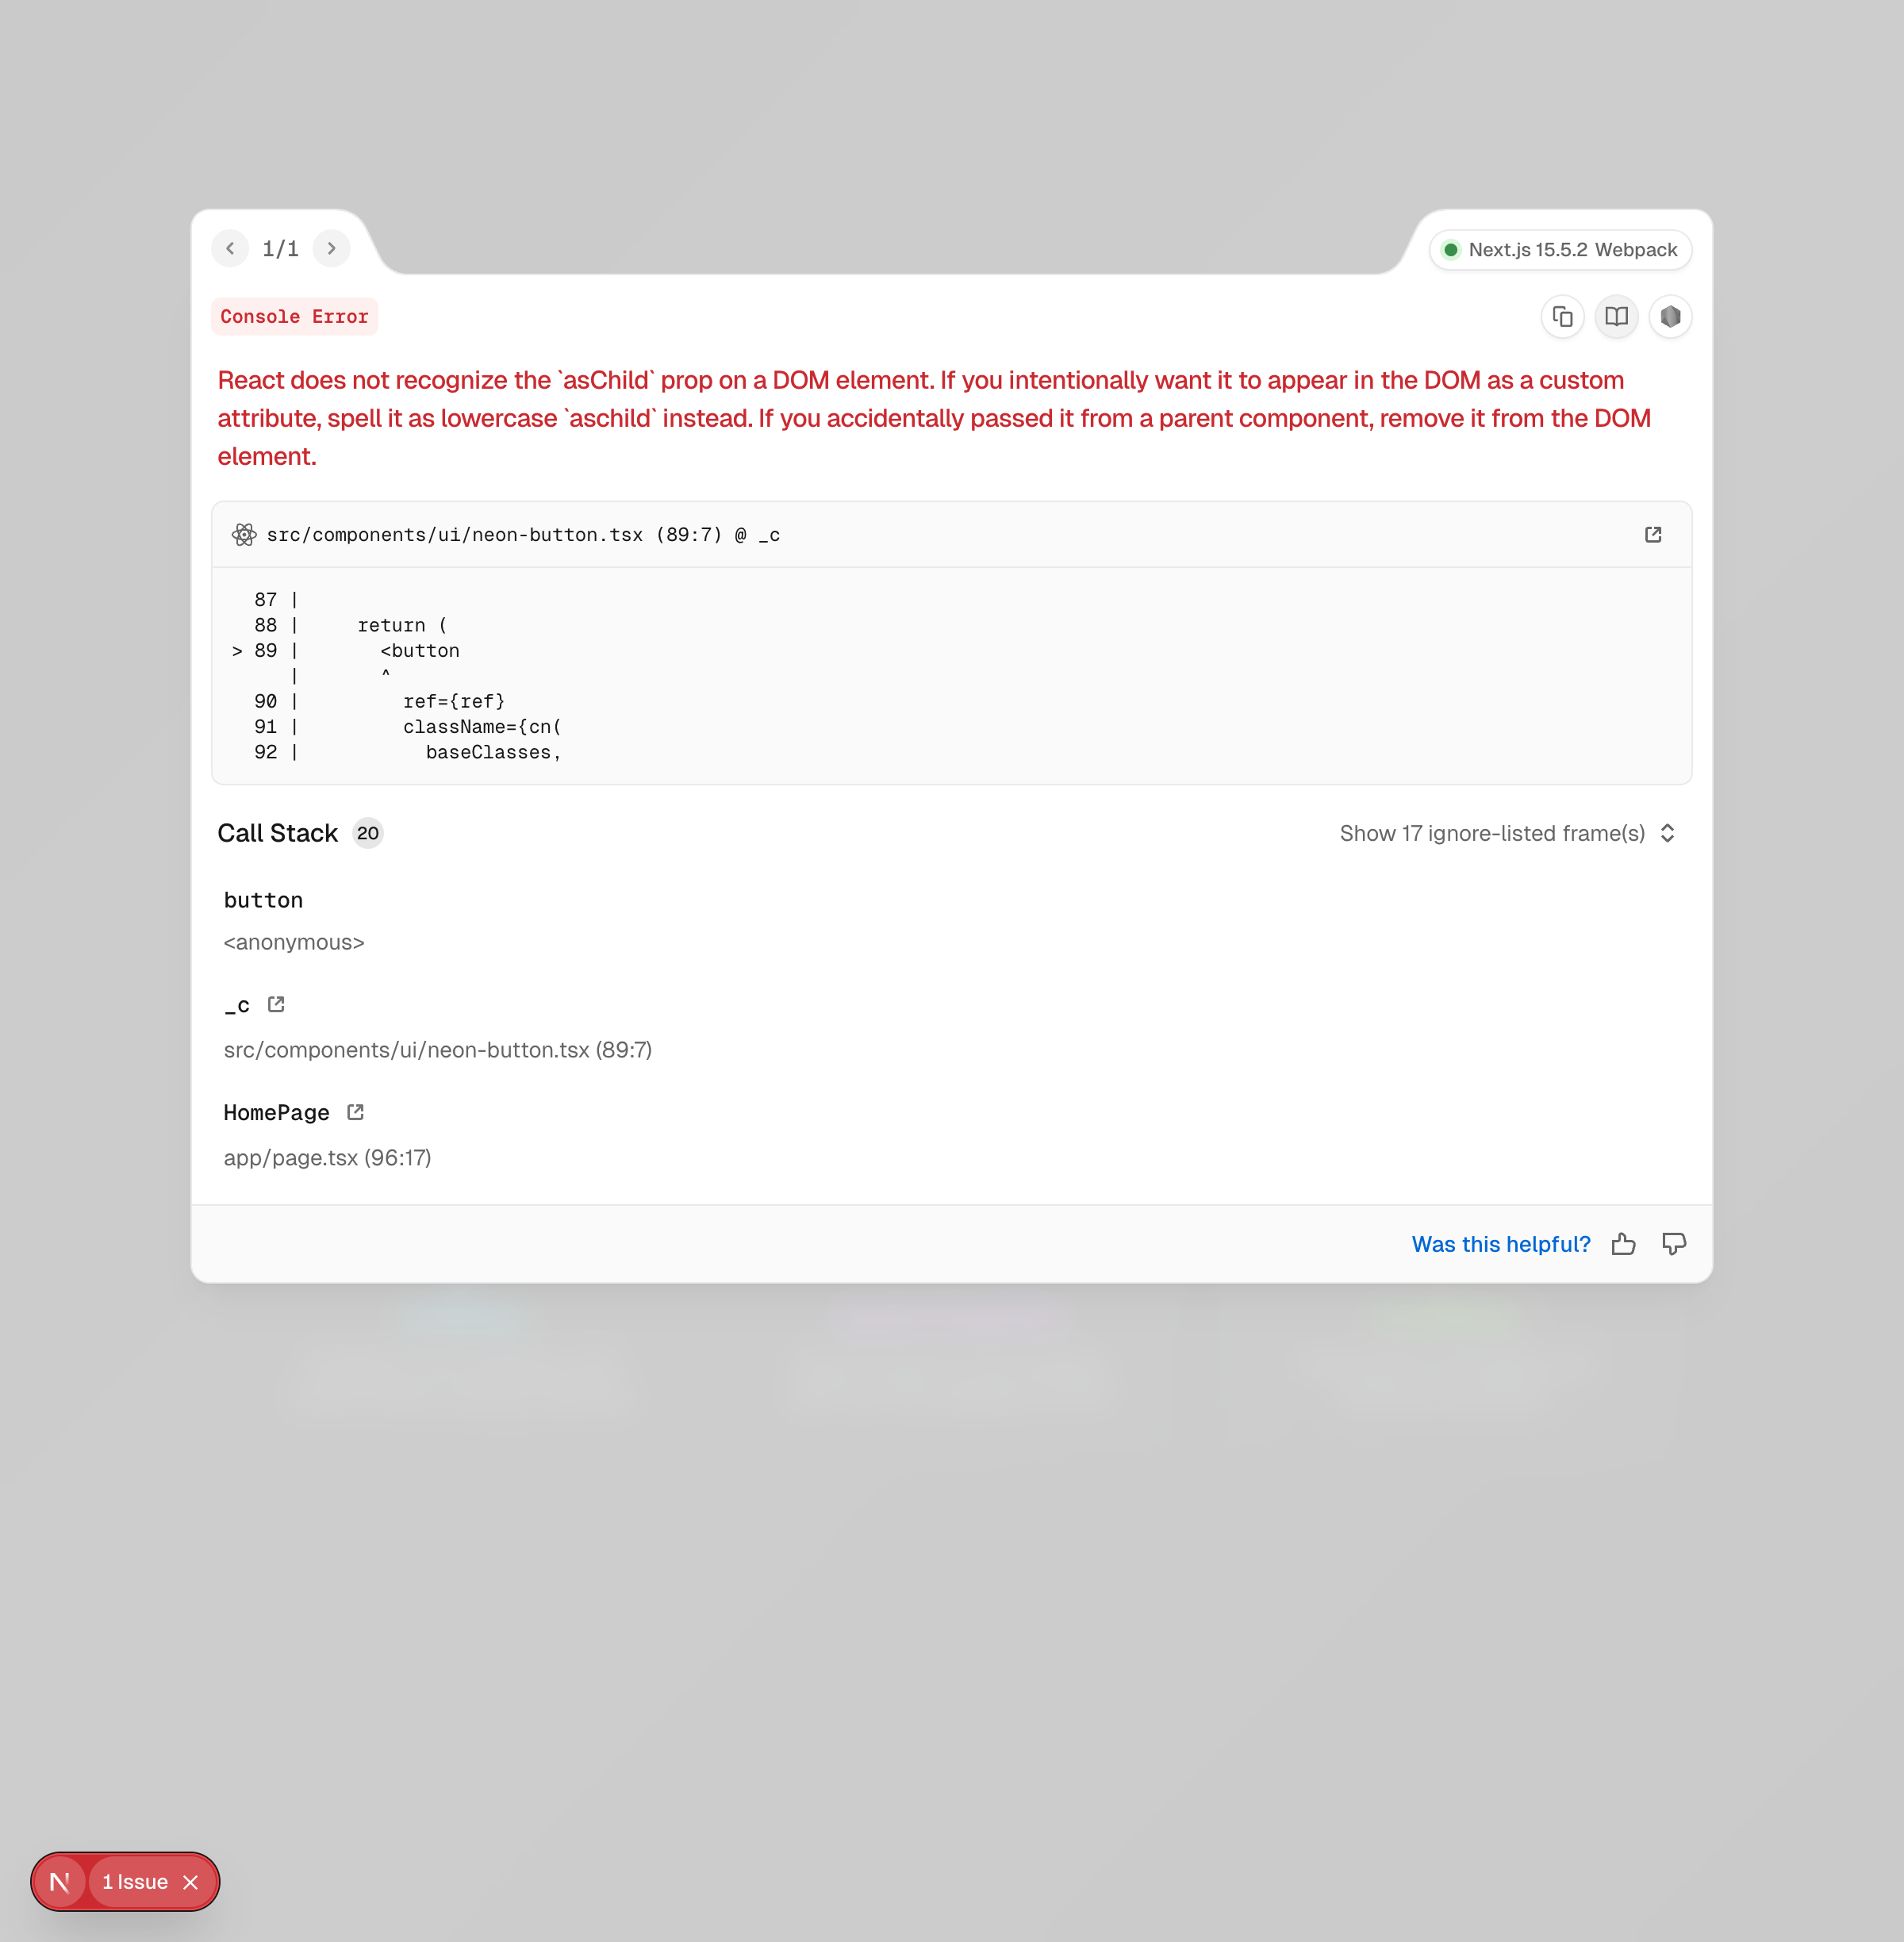 1/1
Next.js 15.5.2 Webpack
Console Error
React does not recognize the `asChild` prop on a DOM element. If you intentionally want it to appear in the DOM as a custom
attribute, spell it as lowercase `aschild` instead. If you accidentally passed it from a parent component, remove it from the DOM
element.
src/components/ui/neon-button.tsx (89:7) @ _c
87 |
88 |     return (
> 89 |       <button
|       ^
90 |         ref={ref}
91 |         className={cn(
92 |           baseClasses,
Call Stack 20
Show 17 ignore-listed frame(s)
button
<anonymous>
_c
src/components/ui/neon-button.tsx (89:7)
HomePage
app/page.tsx (96:17)
Was this helpful?
N 1 Issue